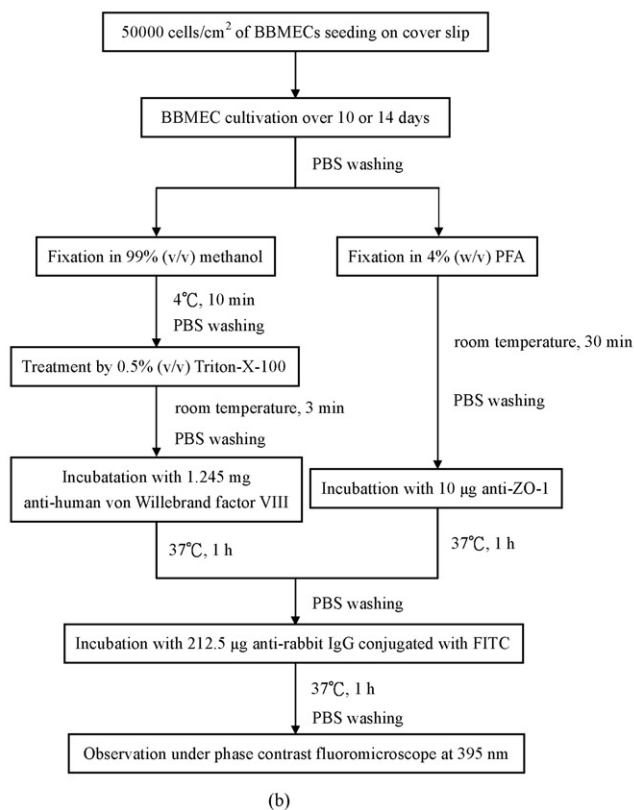 50000 cells/cm² of BBMECs seeding on cover slip
BBMEC cultivation over 10 or 14 days
PBS washing
Fixation in 99% (v/v) methanol
4℃, 10 min
PBS washing
Treatment by 0.5% (v/v) Triton-X-100
room temperature, 3 min
PBS washing
Incubatation with 1.245 mg
anti-human von Willebrand factor VIII
37℃, 1 h
Fixation in 4% (w/v) PFA
room temperature, 30 min
PBS washing
Incubattion with 10 μg anti-ZO-1
37℃, 1 h
PBS washing
Incubation with 212.5 μg anti-rabbit IgG conjugated with FITC
37℃, 1 h
PBS washing
Observation under phase contrast fluoromicroscope at 395 nm
(b)